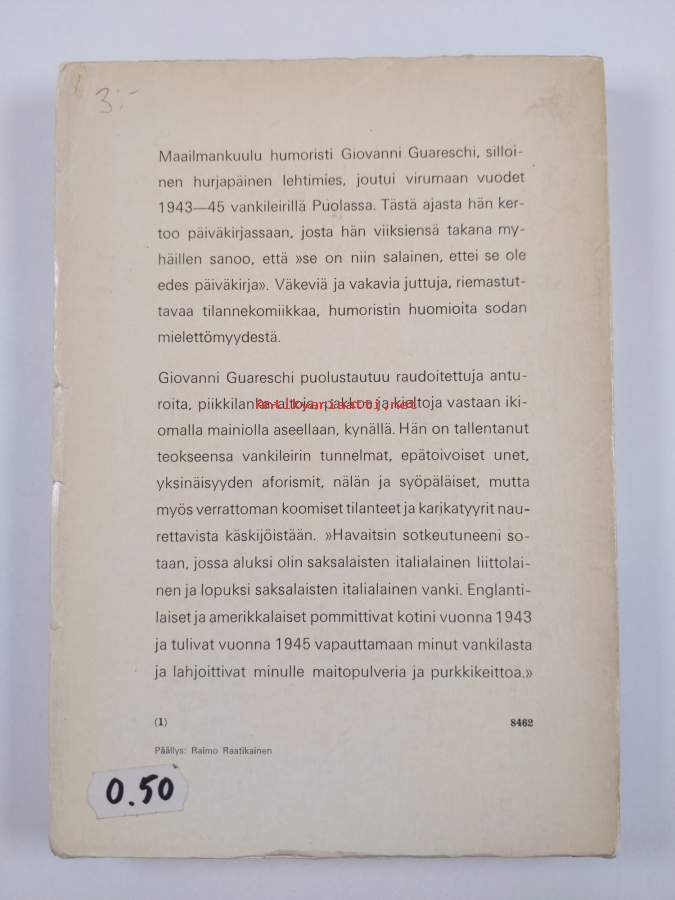 3:-
Maailmankuulu humoristi Giovanni Guareschi, silloi-
nen hurjapäinen lehtimies, joutui virumaan vuodet
1943—45 vankileirillä Puolassa. Tästä ajasta hän ker-
too päiväkirjassaan, josta hän viiksiensä takana my-
häillen sanoo, että »se on niin salainen, ettei se ole
edes päiväkirja». Väkeviä ja vakavia juttuja, riemastut-
tavaa tilannekomiikkaa, humoristin huomioita sodan
mielettömyydestä.
Giovanni Guareschi puolustautuu raudoitettuja antu-
roita, piikkilanka-aitoja, pakkoa ja kieltoja vastaan iki-
omalla mainiolla aseellaan, kynällä. Hän on tallentanut
teokseensa vankileirin tunnelmat, epätoivoiset unet,
yksinäisyyden aforismit, nälän ja syöpäläiset, mutta
myös verrattoman koomiset tilanteet ja karikatyyrit nau-
rettavista käskijöistään. »Havaitsin sotkeutuneeni so-
taan, jossa aluksi olin saksalaisten italialainen liittolai-
nen ja lopuksi saksalaisten italialainen vanki. Englanti-
laiset ja amerikkalaiset pommittivat kotini vuonna 1943
ja tulivat vuonna 1945 vapauttamaan minut vankilasta
ja lahjoittivat minulle maitopulveria ja purkkikeittoa.»
(1) 8462
Päällys: Raimo Raatikainen
0.50